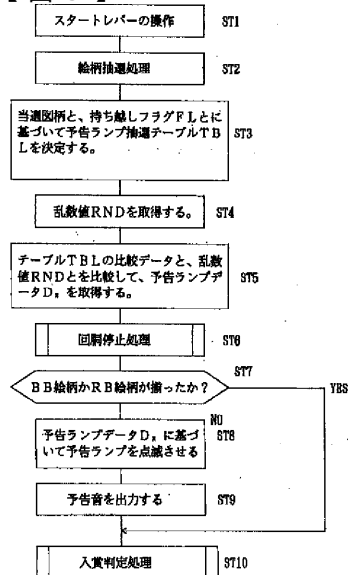 スタートレバーの操作 ST1
絵柄抽選処理 ST2
当選図柄と、持ち越しフラグFLとに
基づいて予告ランプ抽選テーブルTB
Lを決定する。 ST3
乱数値RNDを取得する。 ST4
テーブルTBLの比較データと、乱数
値RNDとを比較して、予告ランプデ
ータDを取得する。 ST5
回胴停止処理 ST6
ST7
BB絵柄かRB絵柄が揃ったか? YES
NO
予告ランプデータDに基づ
いて予告ランプを点滅させる ST8
予告音を出力する ST9
入賞判定処理 ST10